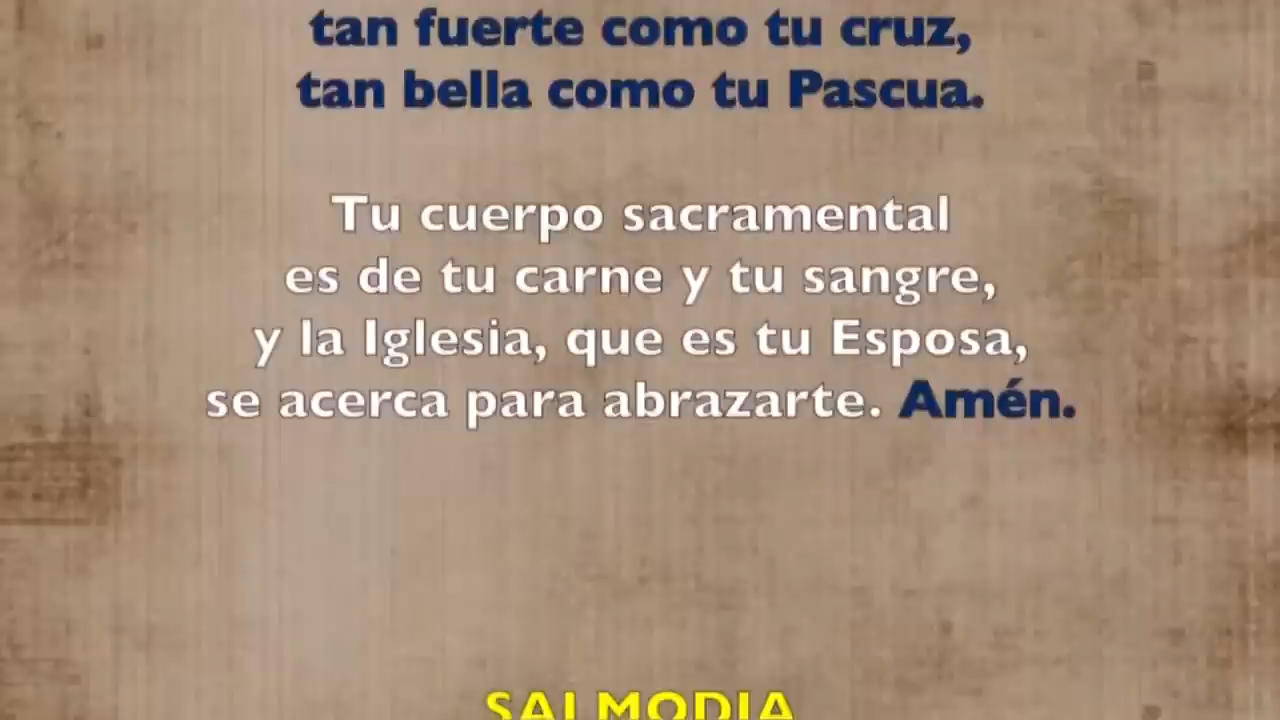 tan fuerte como tu cruz,
tan bella como tu Pascua.
Tu cuerpo sacramental
es de tu carne y tu sangre,
y la Iglesia, que es tu Esposa,
se acerca para abrazarte. Amén.
SALMODIA